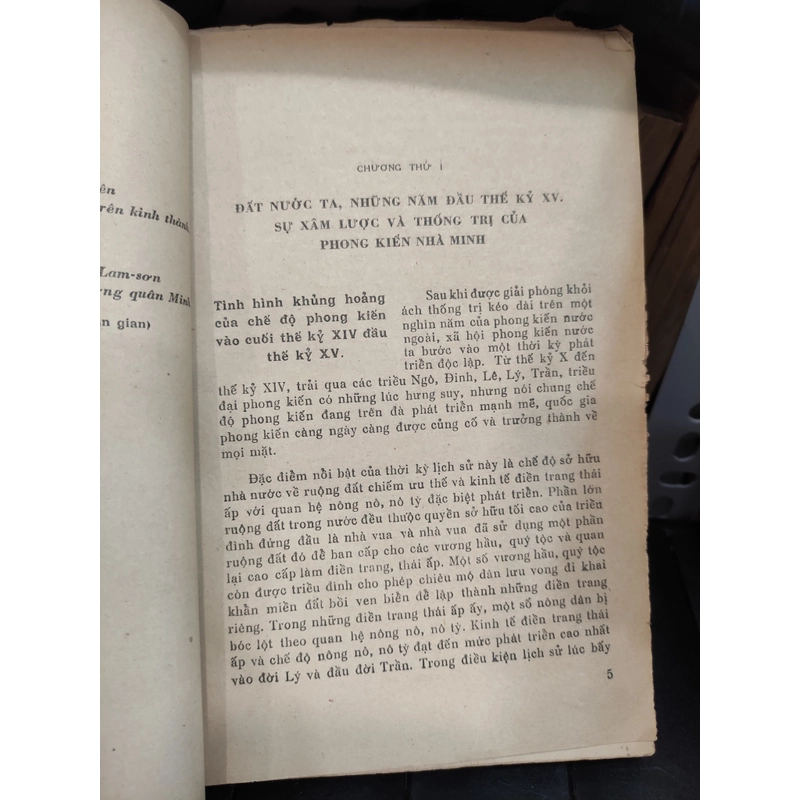 ên
rên kinh thành,
Lam-sơn
ng quân Minh
n gian)
CHƯƠNG THỨ I
ĐẤT NƯỚC TA, NHỮNG NĂM ĐẦU THẾ KỶ XV.
SỰ XÂM LƯỢC VÀ THỐNG TRỊ CỦA
PHONG KIẾN NHÀ MINH
Tình hình khủng hoảng
của chế độ phong kiến
vào cuối thế kỷ XIV đầu
thế kỷ XV.
Sau khi được giải phóng khỏi
ách thống trị kéo dài trên một
nghìn năm của phong kiến nước
ngoài, xã hội phong kiến nước
ta bước vào một thời kỳ phát
triển độc lập. Từ thế kỷ X đến
thế kỷ XIV, trải qua các triều Ngô, Đinh, Lê, Lý, Trần, triều
đại phong kiến có những lúc hưng suy, nhưng nói chung chế
độ phong kiến đang trên đà phát triển mạnh mẽ, quốc gia
phong kiến càng ngày càng được củng cố và trưởng thành về
mọi mặt.
Đặc điểm nổi bật của thời kỳ lịch sử này là chế độ sở hữu
nhà nước về ruộng đất chiếm ưu thế và kinh tế điền trang thái
ấp với quan hệ nông nô, nô tỳ đặc biệt phát triển. Phần lớn
ruộng đất trong nước đều thuộc quyền sở hữu tối cao của triều
đình đứng đầu là nhà vua và nhà vua đã sử dụng một phần
ruộng đất đó để ban cấp cho các vương hầu, quý tộc và quan
lại cao cấp làm điền trang, thái ấp. Một số vương hầu, quý tộc
còn được triều đình cho phép chiêu mộ dân lưu vong đi khai
khẩn miền đất bồi ven biển để lập thành những điền trang
riêng. Trong những điền trang thái ấp ấy, một số nông dân bị
bóc lột theo quan hệ nông nô, nô tỳ. Kinh tế điền trang thái
ấp và chế độ nông nô, nô tỳ đạt đến mức phát triển cao nhất
vào đời Lý và đầu đời Trần. Trong điều kiện lịch sử lúc bấy
5